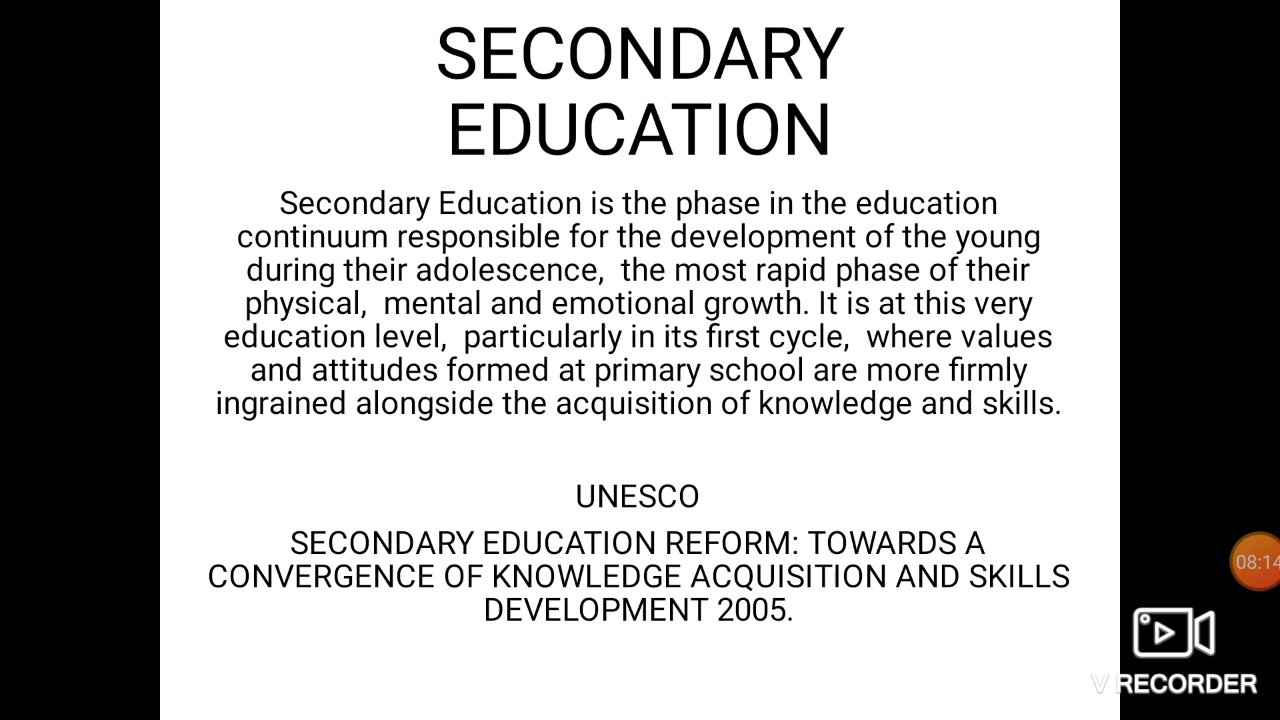 SECONDARY
EDUCATION
Secondary Education is the phase in the education
continuum responsible for the development of the young
during their adolescence,  the most rapid phase of their
physical,  mental and emotional growth. It is at this very
education level,  particularly in its first cycle,  where values
and attitudes formed at primary school are more firmly
ingrained alongside the acquisition of knowledge and skills.
UNESCO
SECONDARY EDUCATION REFORM: TOWARDS A
CONVERGENCE OF KNOWLEDGE ACQUISITION AND SKILLS
DEVELOPMENT 2005.
08:14
V RECORDER